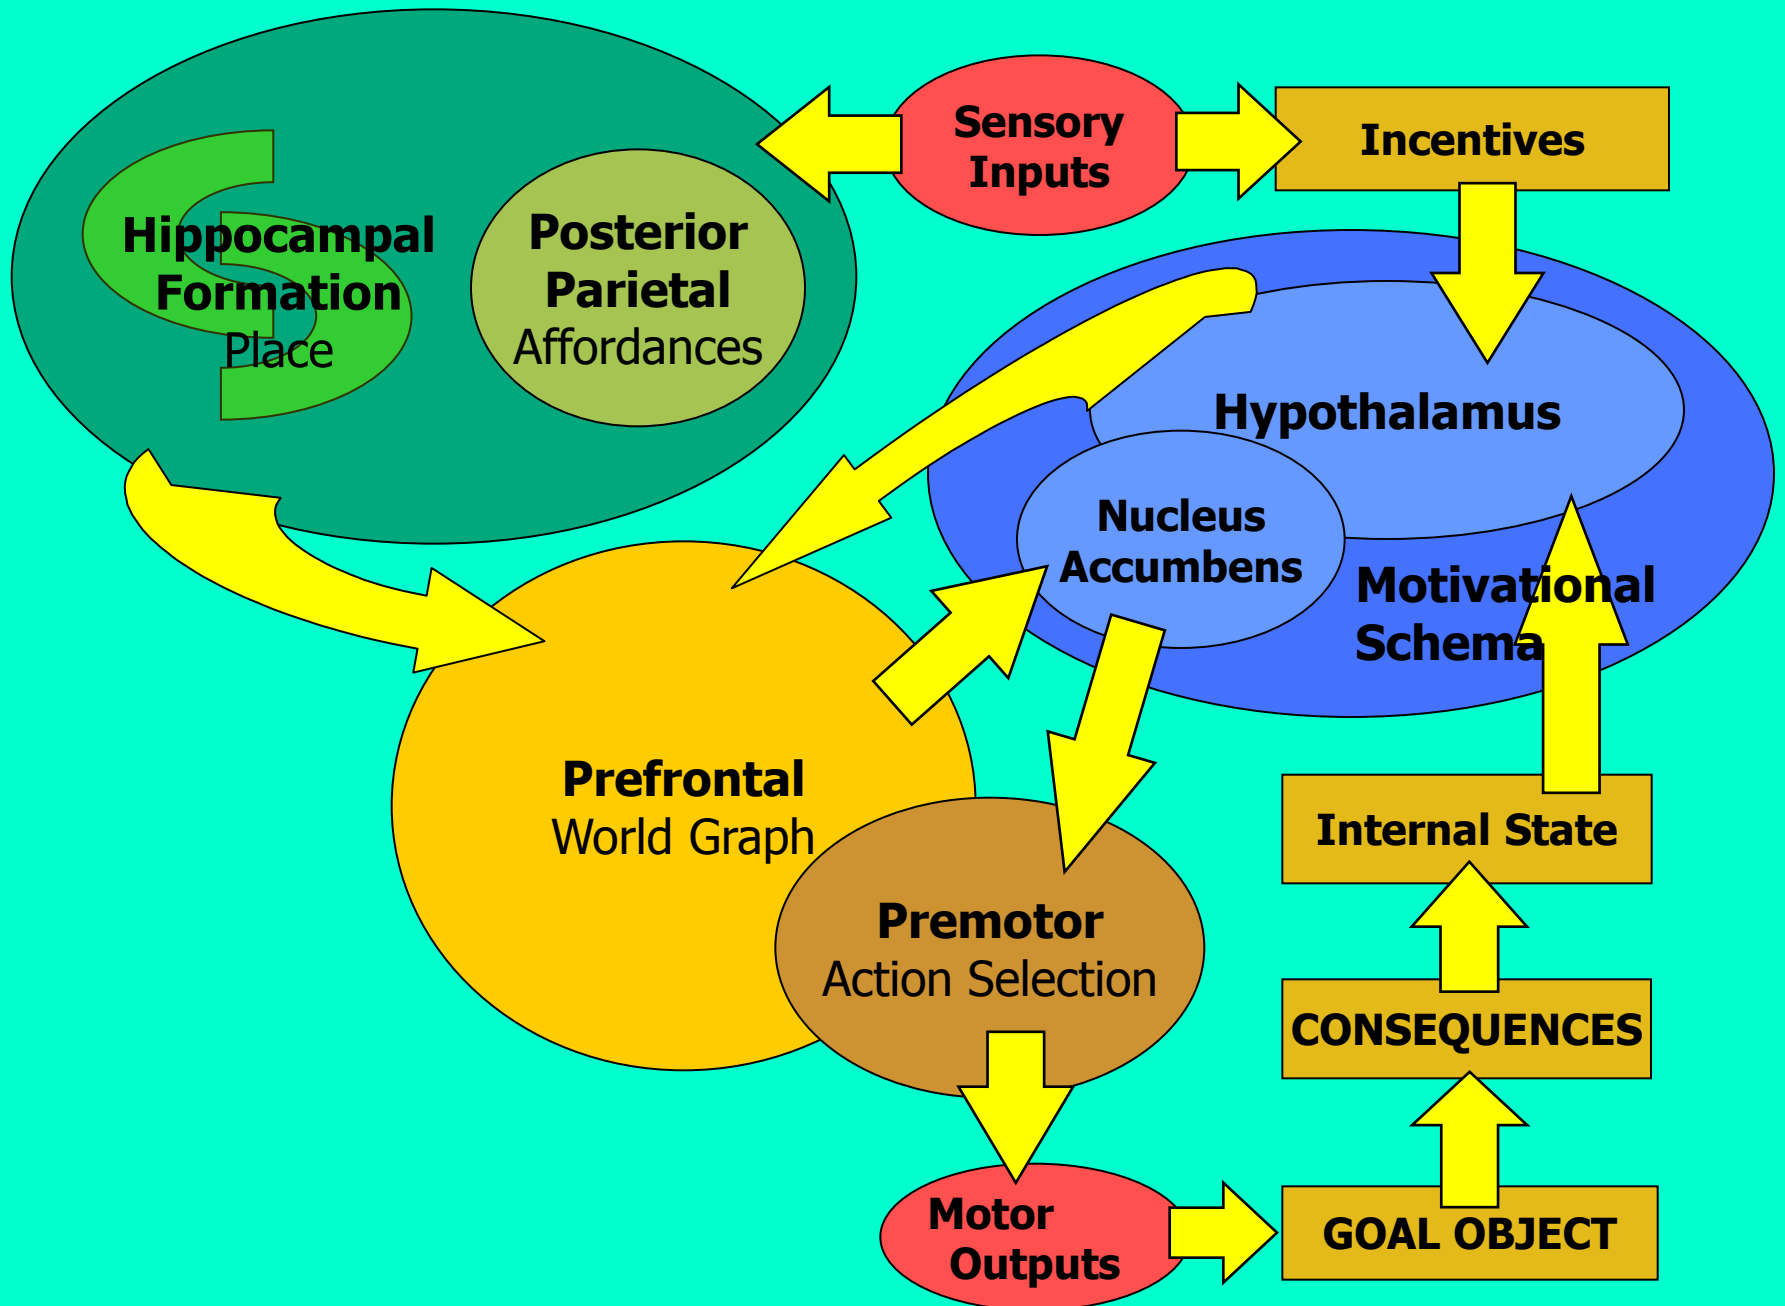 Sensory
Inputs
Incentives
Hippocampal
Formation
Place
Posterior
Parietal
Affordances
Hypothalamus
Nucleus
Accumbens
Motivational
Schema
Prefrontal
World Graph
Premotor
Action Selection
Internal State
CONSEQUENCES
Motor
Outputs
GOAL OBJECT